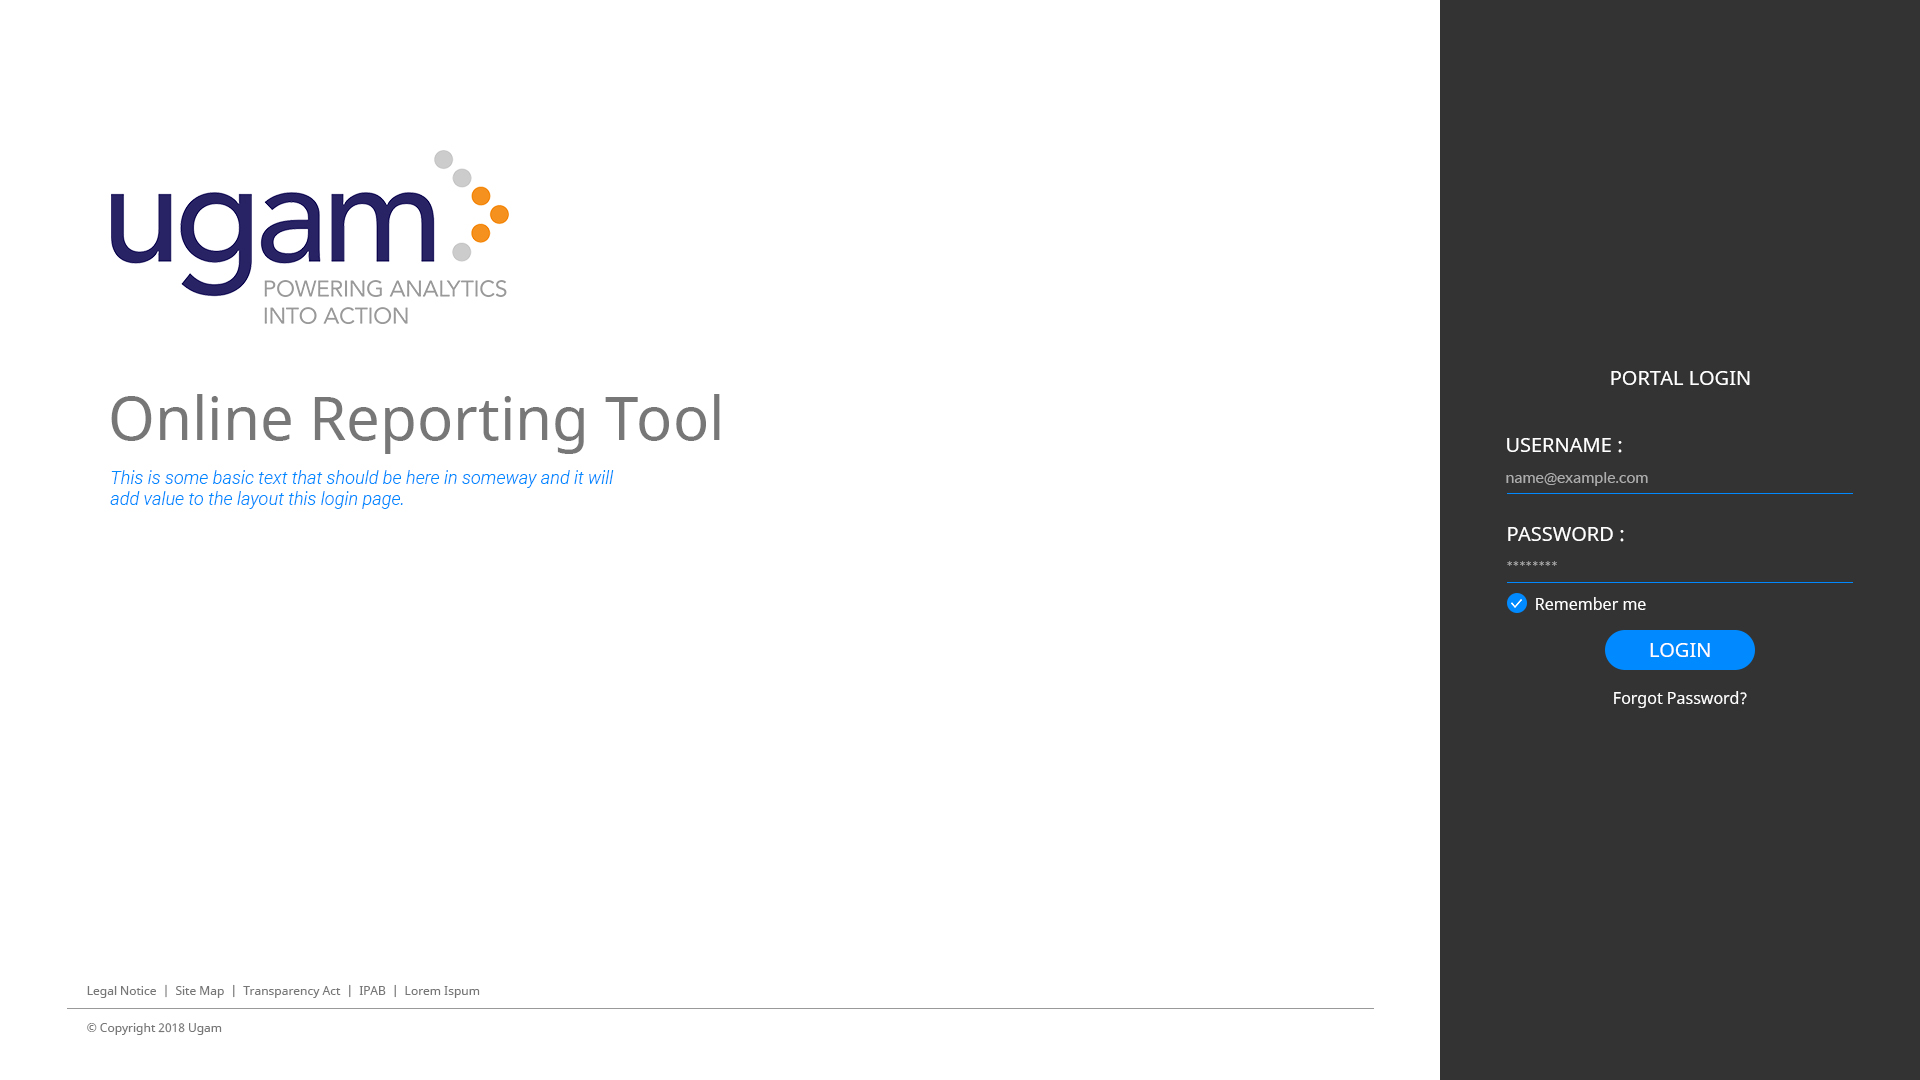 ugam
POWERING ANALYTICS
INTO ACTION
Online Reporting Tool
This is some basic text that should be here in someway and it will
add value to the layout this login page.
Legal Notice | Site Map | Transparency Act | IPAB | Lorem Ispum
© Copyright 2018 Ugam
PORTAL LOGIN
USERNAME :
name@example.com
PASSWORD :
********
Remember me
LOGIN
Forgot Password?